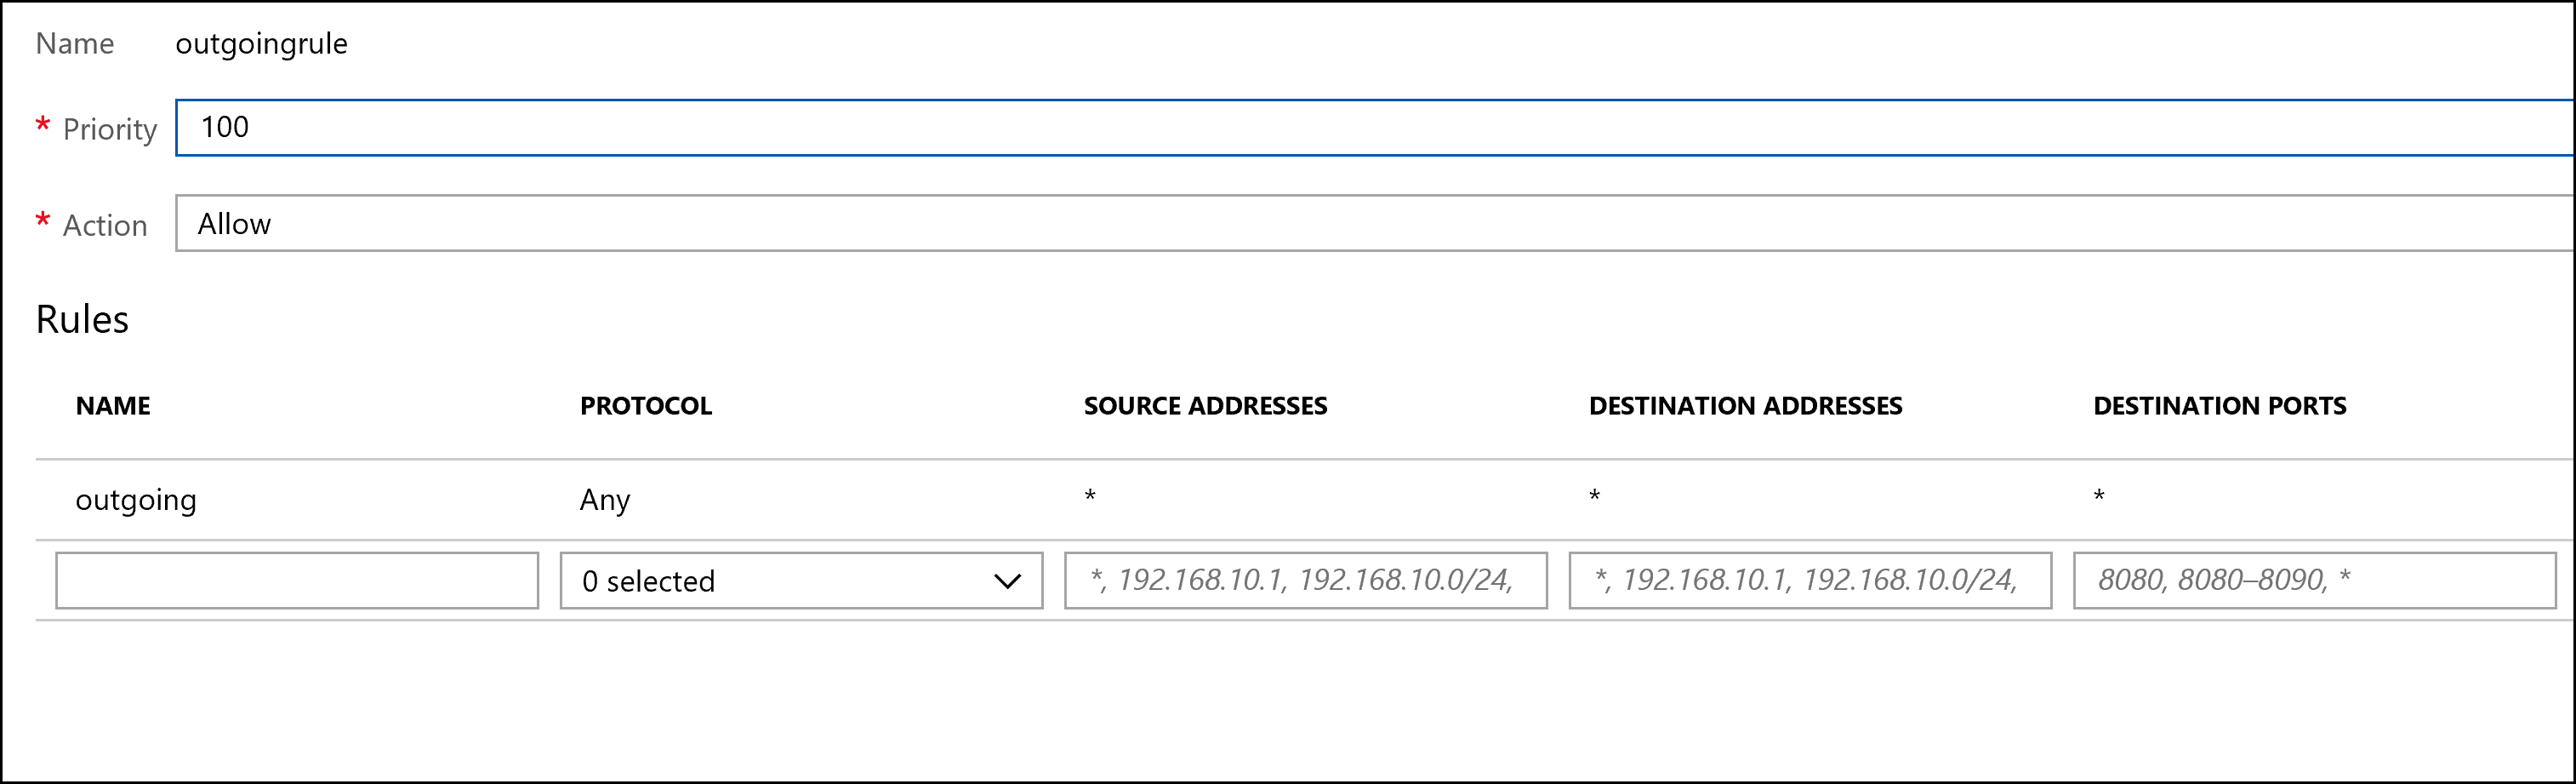 Name outgoingrule
* Priority 100
* Action Allow
Rules
NAME PROTOCOL SOURCE ADDRESSES DESTINATION ADDRESSES DESTINATION PORTS
outgoing Any * * *
0 selected *, 192.168.10.1, 192.168.10.0/24, *, 192.168.10.1, 192.168.10.0/24, 8080, 8080–8090, *